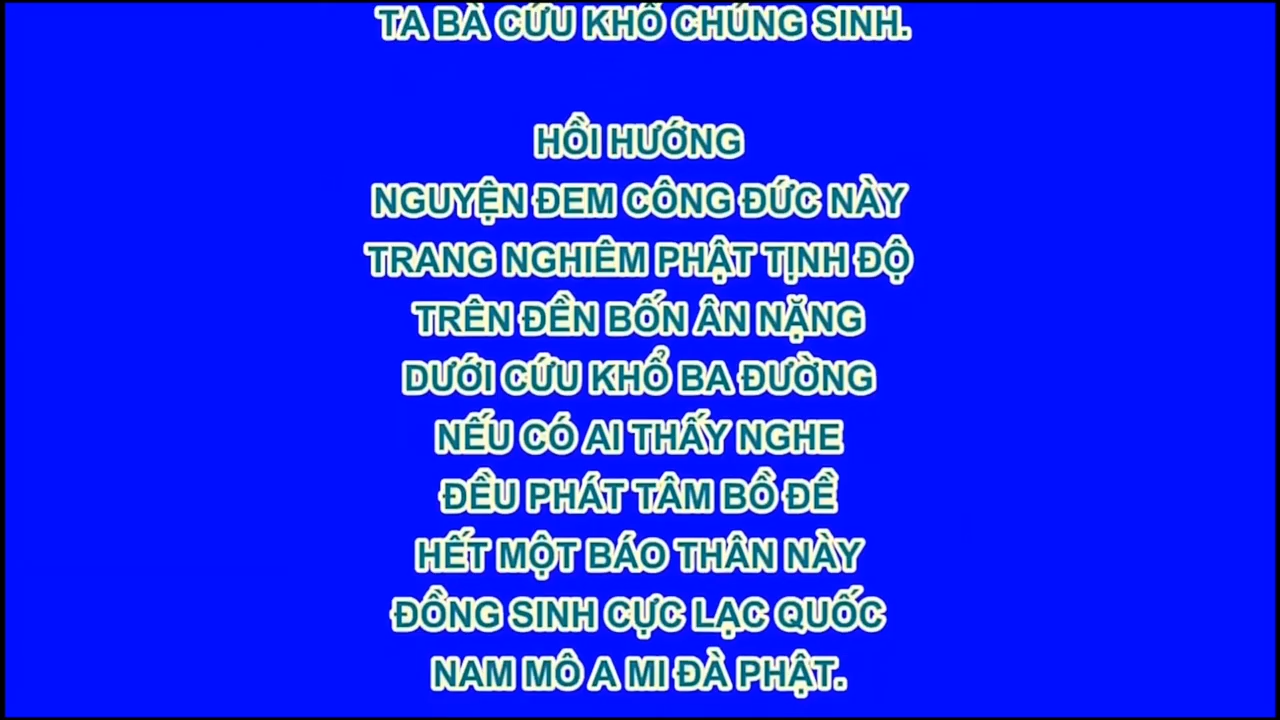 TA BÀ CỨU KHỔ CHÚNG SINH.
HỒI HƯỚNG
NGUYỆN ĐEM CÔNG ĐỨC NÀY
TRANG NGHIÊM PHẬT TỊNH ĐỘ
TRÊN ĐỀN BỐN ÂN NẶNG
DƯỚI CỨU KHỔ BA ĐƯỜNG
NẾU CÓ AI THẤY NGHE
ĐỀU PHÁT TÂM BỒ ĐỀ
HẾT MỘT BÁO THÂN NÀY
ĐỒNG SINH CỰC LẠC QUỐC
NAM MÔ A MI ĐÀ PHẬT.